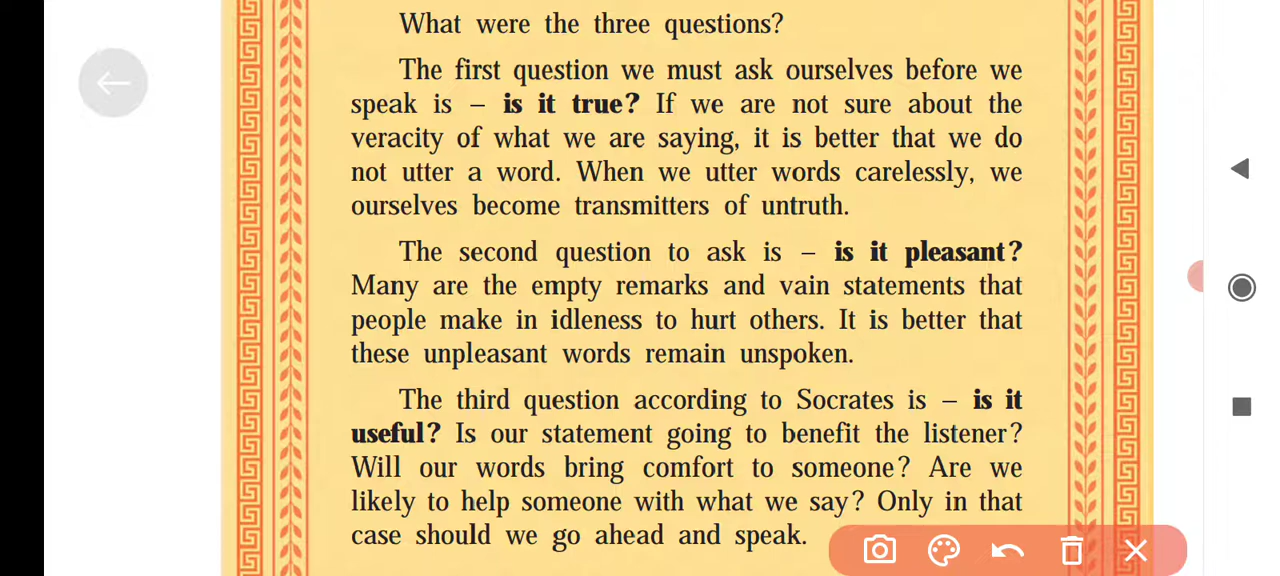 What were the three questions?
The first question we must ask ourselves before we
speak is – is it true? If we are not sure about the
veracity of what we are saying, it is better that we do
not utter a word. When we utter words carelessly, we
ourselves become transmitters of untruth.
The second question to ask is – is it pleasant?
Many are the empty remarks and vain statements that
people make in idleness to hurt others. It is better that
these unpleasant words remain unspoken.
The third question according to Socrates is – is it
useful? Is our statement going to benefit the listener?
Will our words bring comfort to someone? Are we
likely to help someone with what we say? Only in that
case should we go ahead and speak.